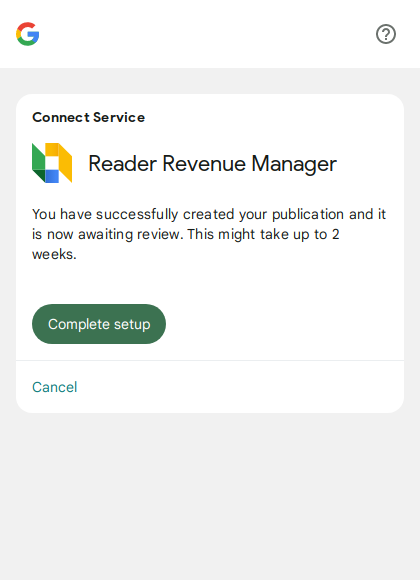 Connect Service
Reader Revenue Manager
You have successfully created your publication and it
is now awaiting review. This might take up to 2
weeks.
Complete setup
Cancel